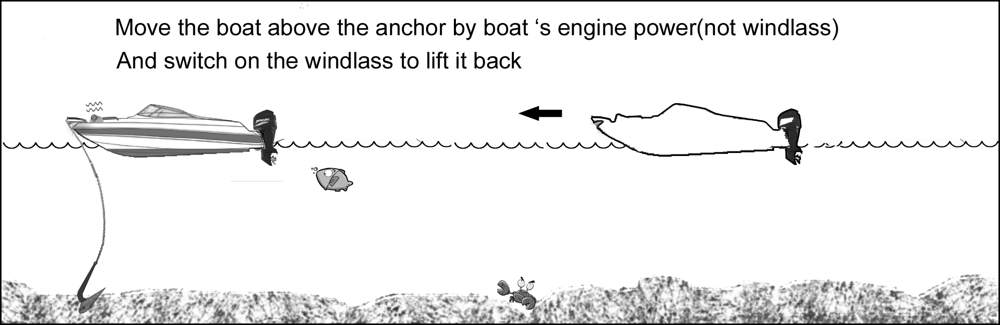 Move the boat above the anchor by boat ‘s engine power(not windlass)
And switch on the windlass to lift it back
MERCURY